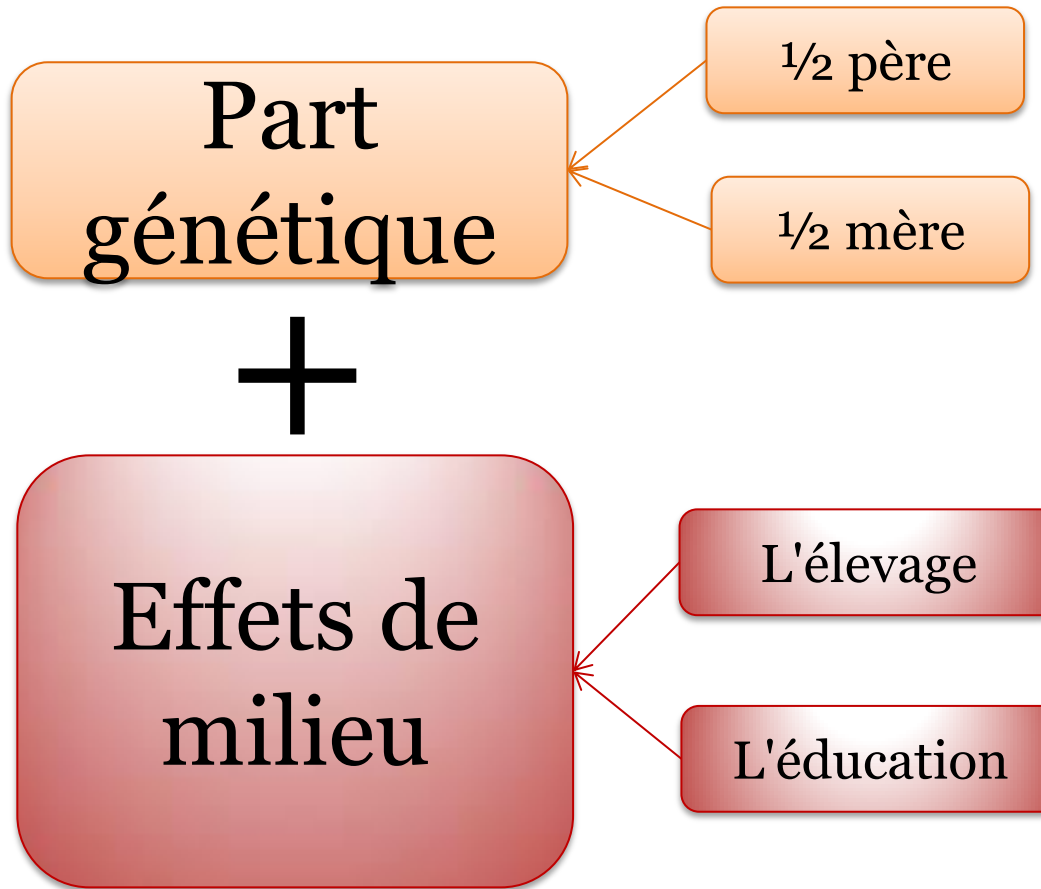 Part
génétique
½ père
½ mère
+
Effets de
milieu
L'élevage
L'éducation